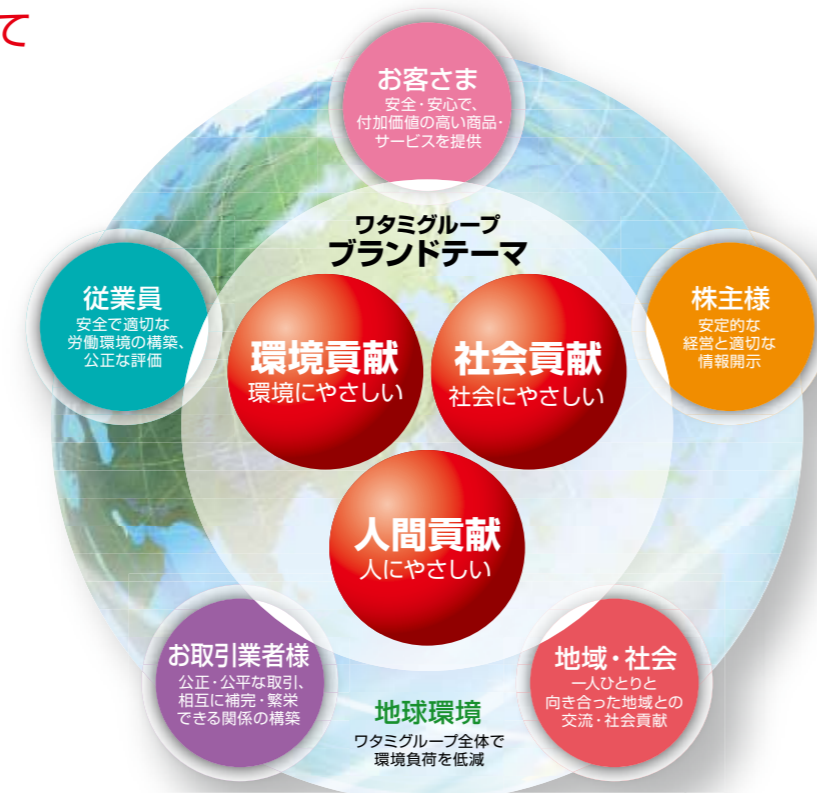 て
お客さま
安全・安心で、
付加価値の高い商品・
サービスを提供
ワタミグループ
ブランドテーマ
従業員
安全で適切な
労働環境の構築、
公正な評価
株主様
安定的な
経営と適切な
情報開示
環境貢献
環境にやさしい
社会貢献
社会にやさしい
人間貢献
人にやさしい
お取引業者様
公正・公平な取引、
相互に補完・繁栄
できる関係の構築
地域・社会
一人ひとりと
向き合った地域との
交流・社会貢献
地球環境
ワタミグループ全体で
環境負荷を低減